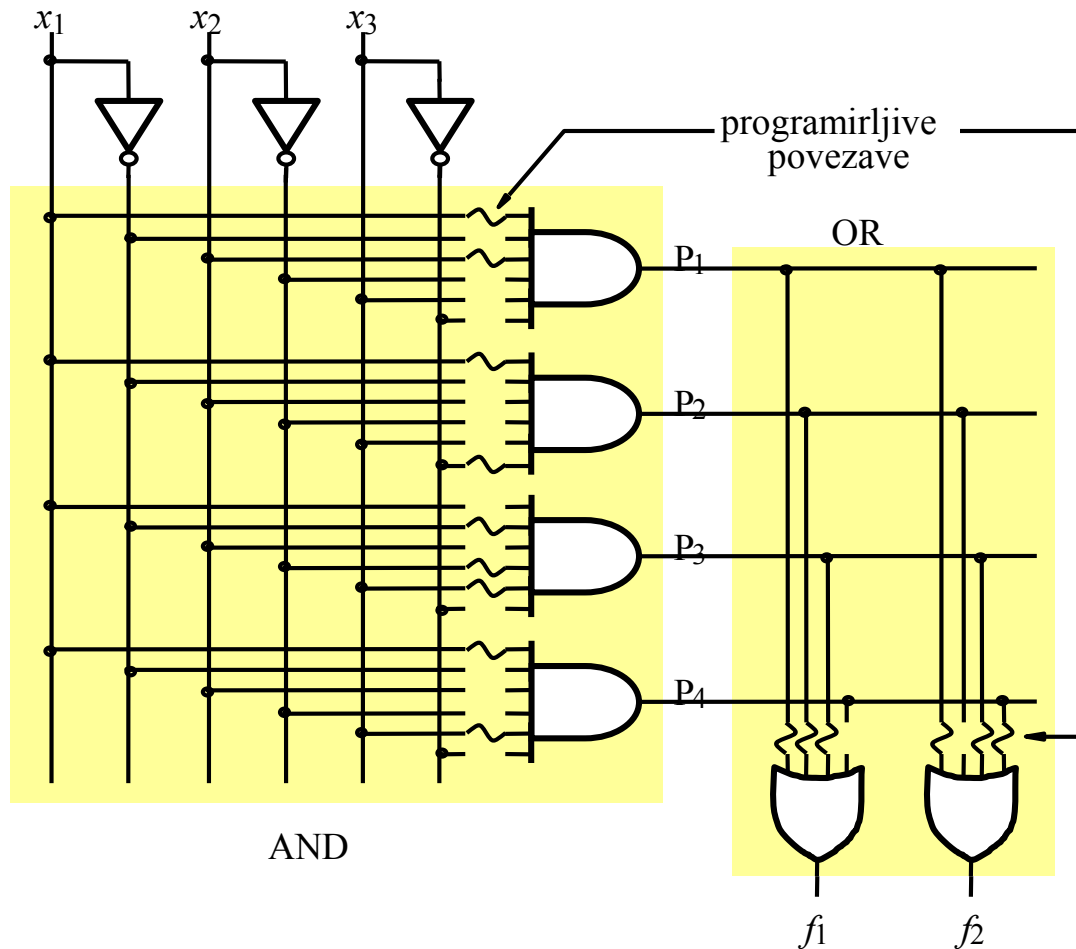 x1 x2 x3
programirljive
povezave
OR
P1
P2
P3
P4
AND
f1 f2